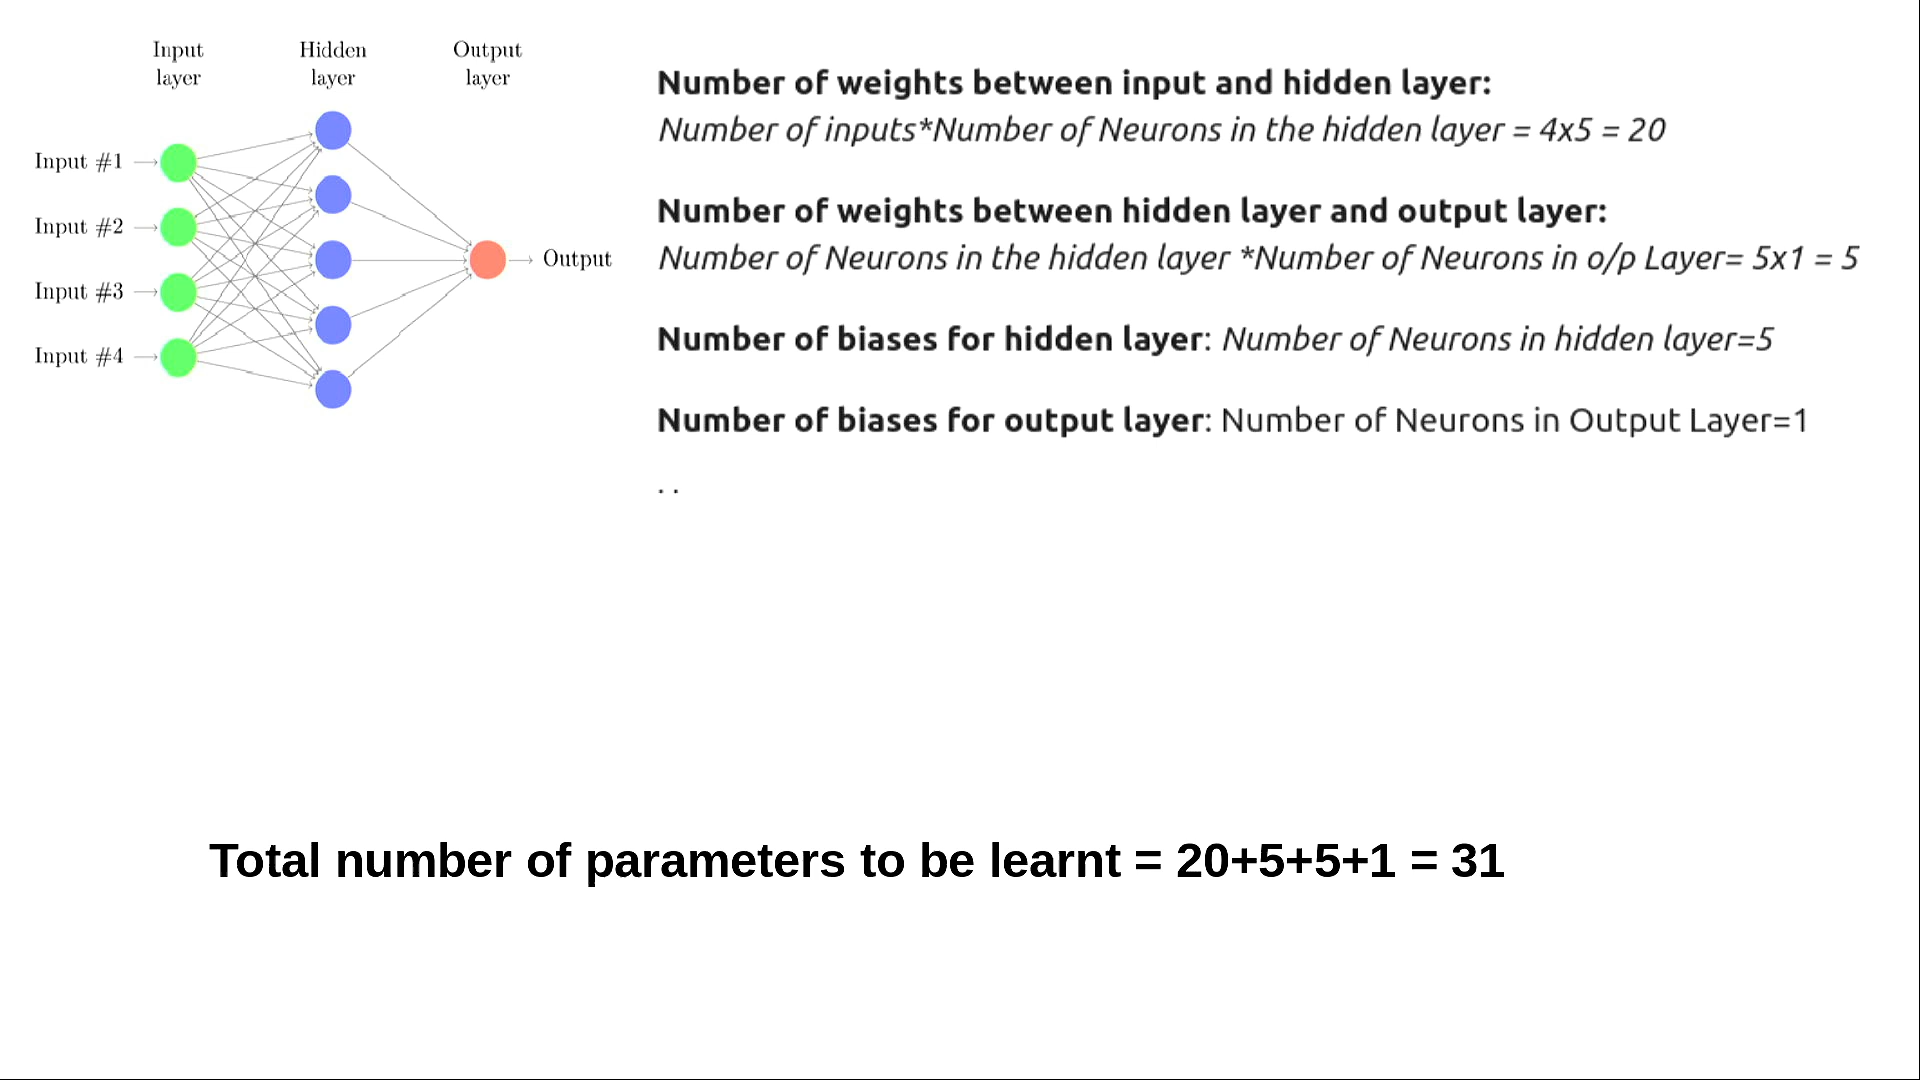 Input layer
Hidden layer
Output layer
Input #1
Input #2
Input #3
Input #4
Output
Number of weights between input and hidden layer:
Number of inputs*Number of Neurons in the hidden layer = 4x5 = 20
Number of weights between hidden layer and output layer:
Number of Neurons in the hidden layer *Number of Neurons in o/p Layer= 5x1 = 5
Number of biases for hidden layer: Number of Neurons in hidden layer=5
Number of biases for output layer: Number of Neurons in Output Layer=1
. .
Total number of parameters to be learnt = 20+5+5+1 = 31